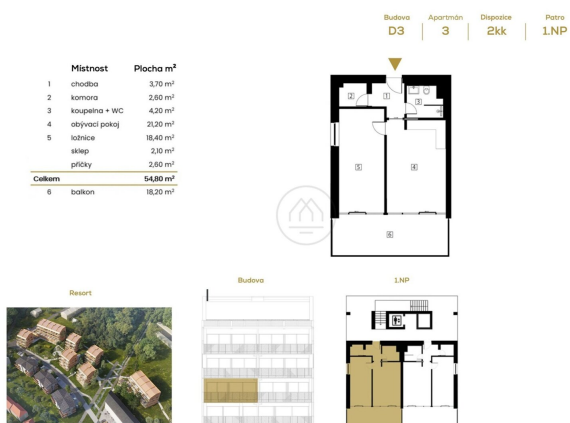 Budova Apartmán Dispozice Patro
D3 3 2kk 1.NP
Místnost Plocha m²
1 chodba 3,70 m²
2 komora 2,60 m²
3 koupelna + WC 4,20 m²
4 obývací pokoj 21,20 m²
5 ložnice 18,40 m²
sklep 2,10 m²
příčky 2,60 m²
Celkem 54,80 m²
6 balkon 18,20 m²
2 1 3
5 4
6
Resort Budova 1.NP